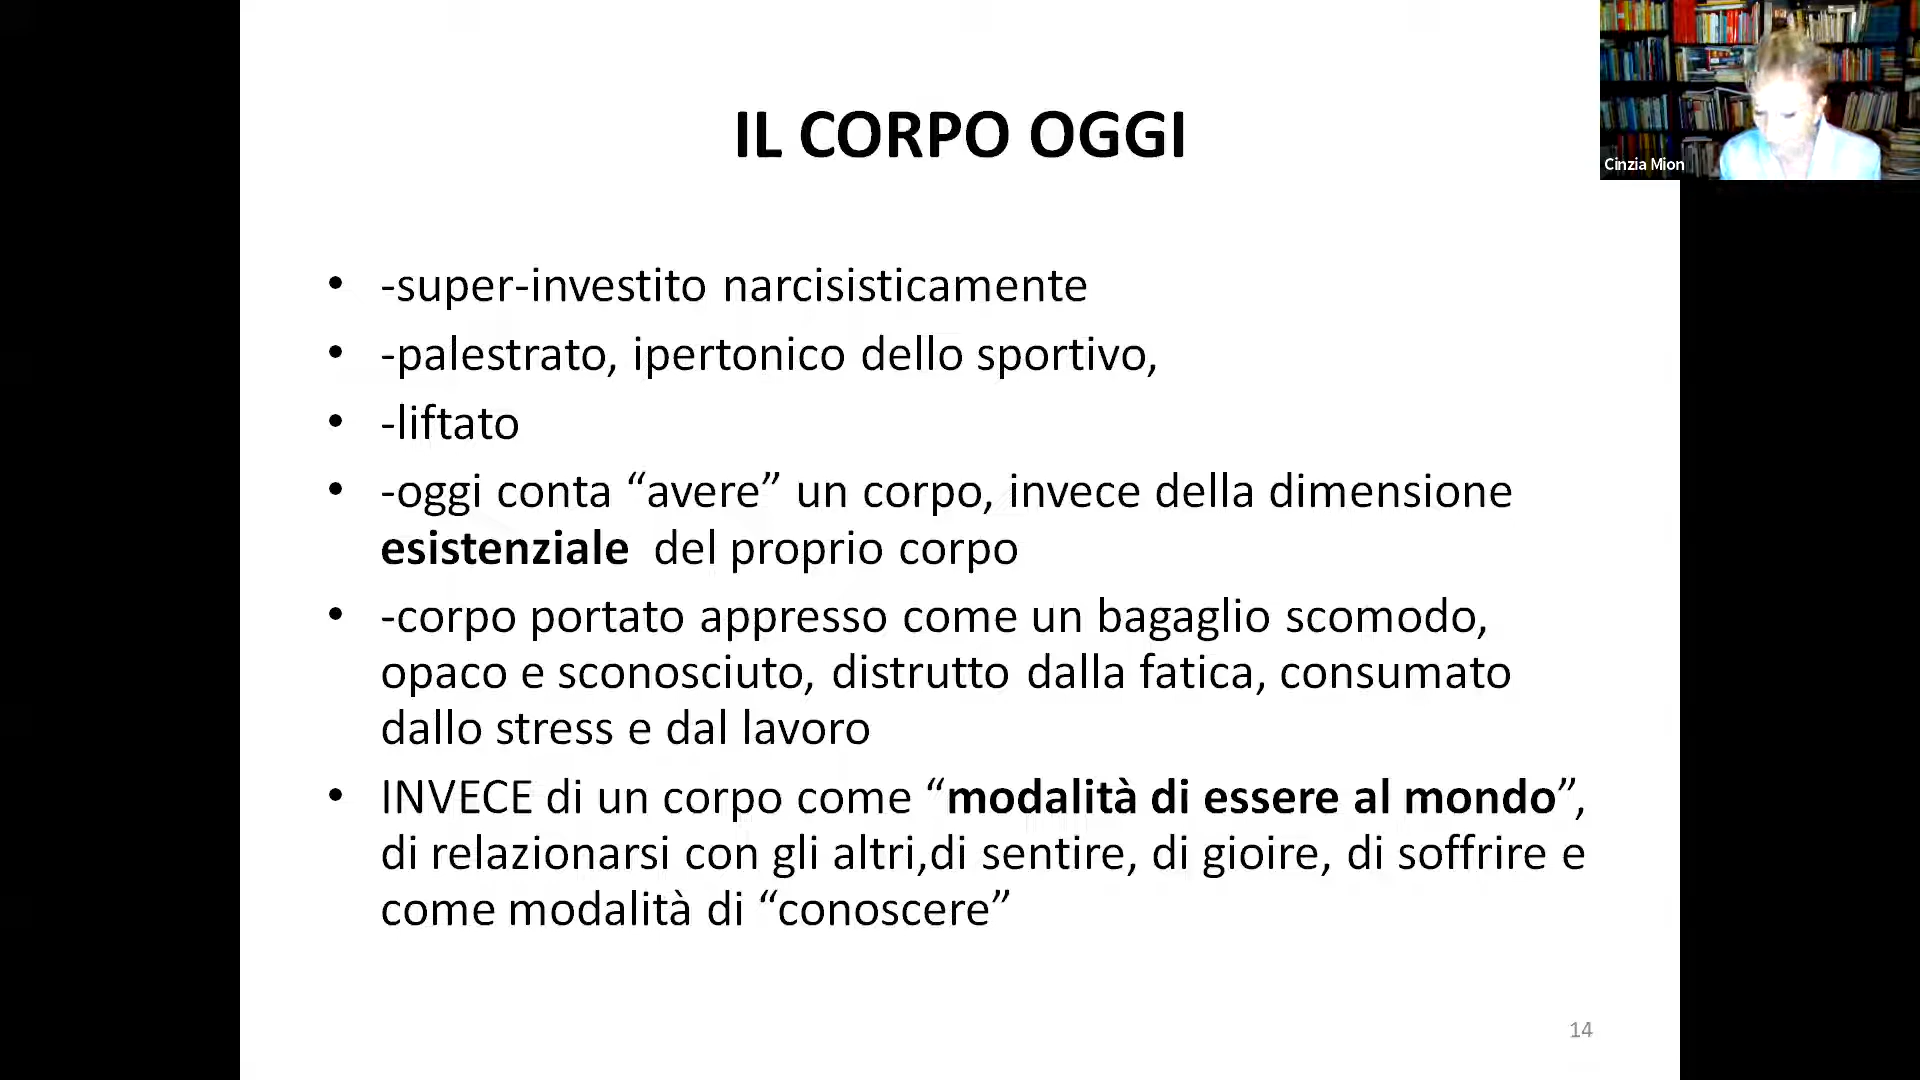 IL CORPO OGGI
Cinzia Mion
• -super-investito narcisisticamente
• -palestrato, ipertonico dello sportivo,
• -liftato
• -oggi conta “avere” un corpo, invece della dimensione
esistenziale del proprio corpo
• -corpo portato appresso come un bagaglio scomodo,
opaco e sconosciuto, distrutto dalla fatica, consumato
dallo stress e dal lavoro
• INVECE di un corpo come “modalità di essere al mondo”,
di relazionarsi con gli altri,di sentire, di gioire, di soffrire e
come modalità di “conoscere”
14